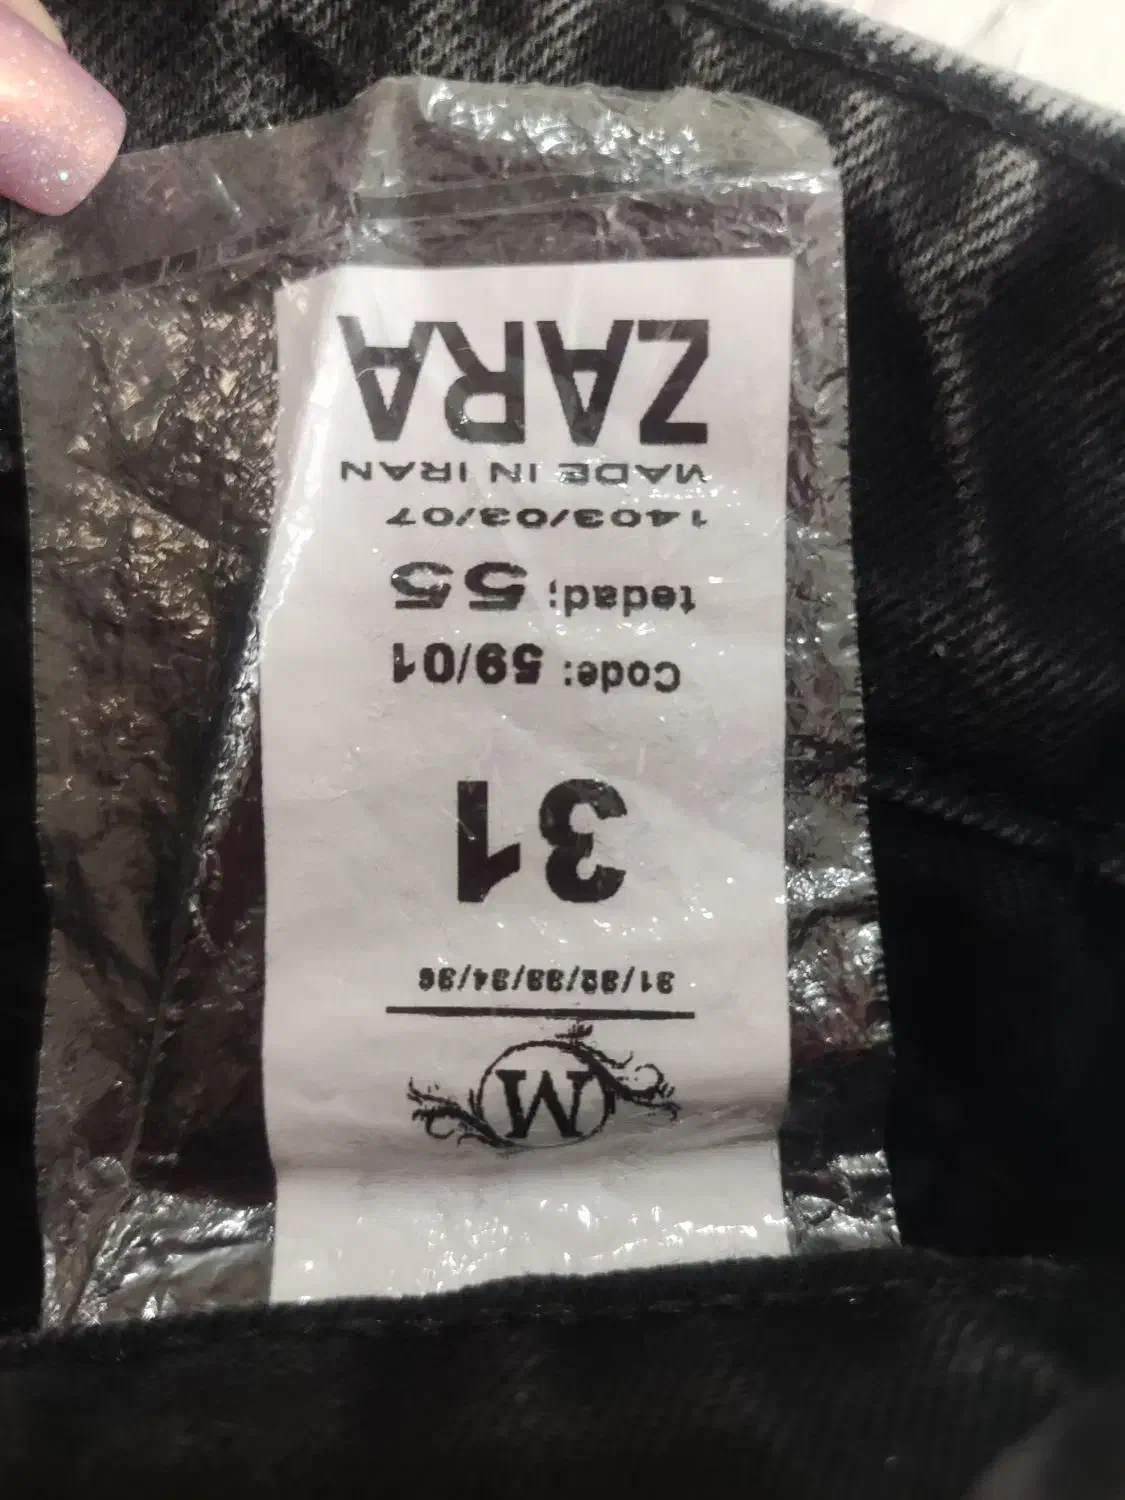 M
31/32/33/34/36
31
Code: 59/01
tedad; 55
1403/03/07
MADE IN IRAN
ZARA